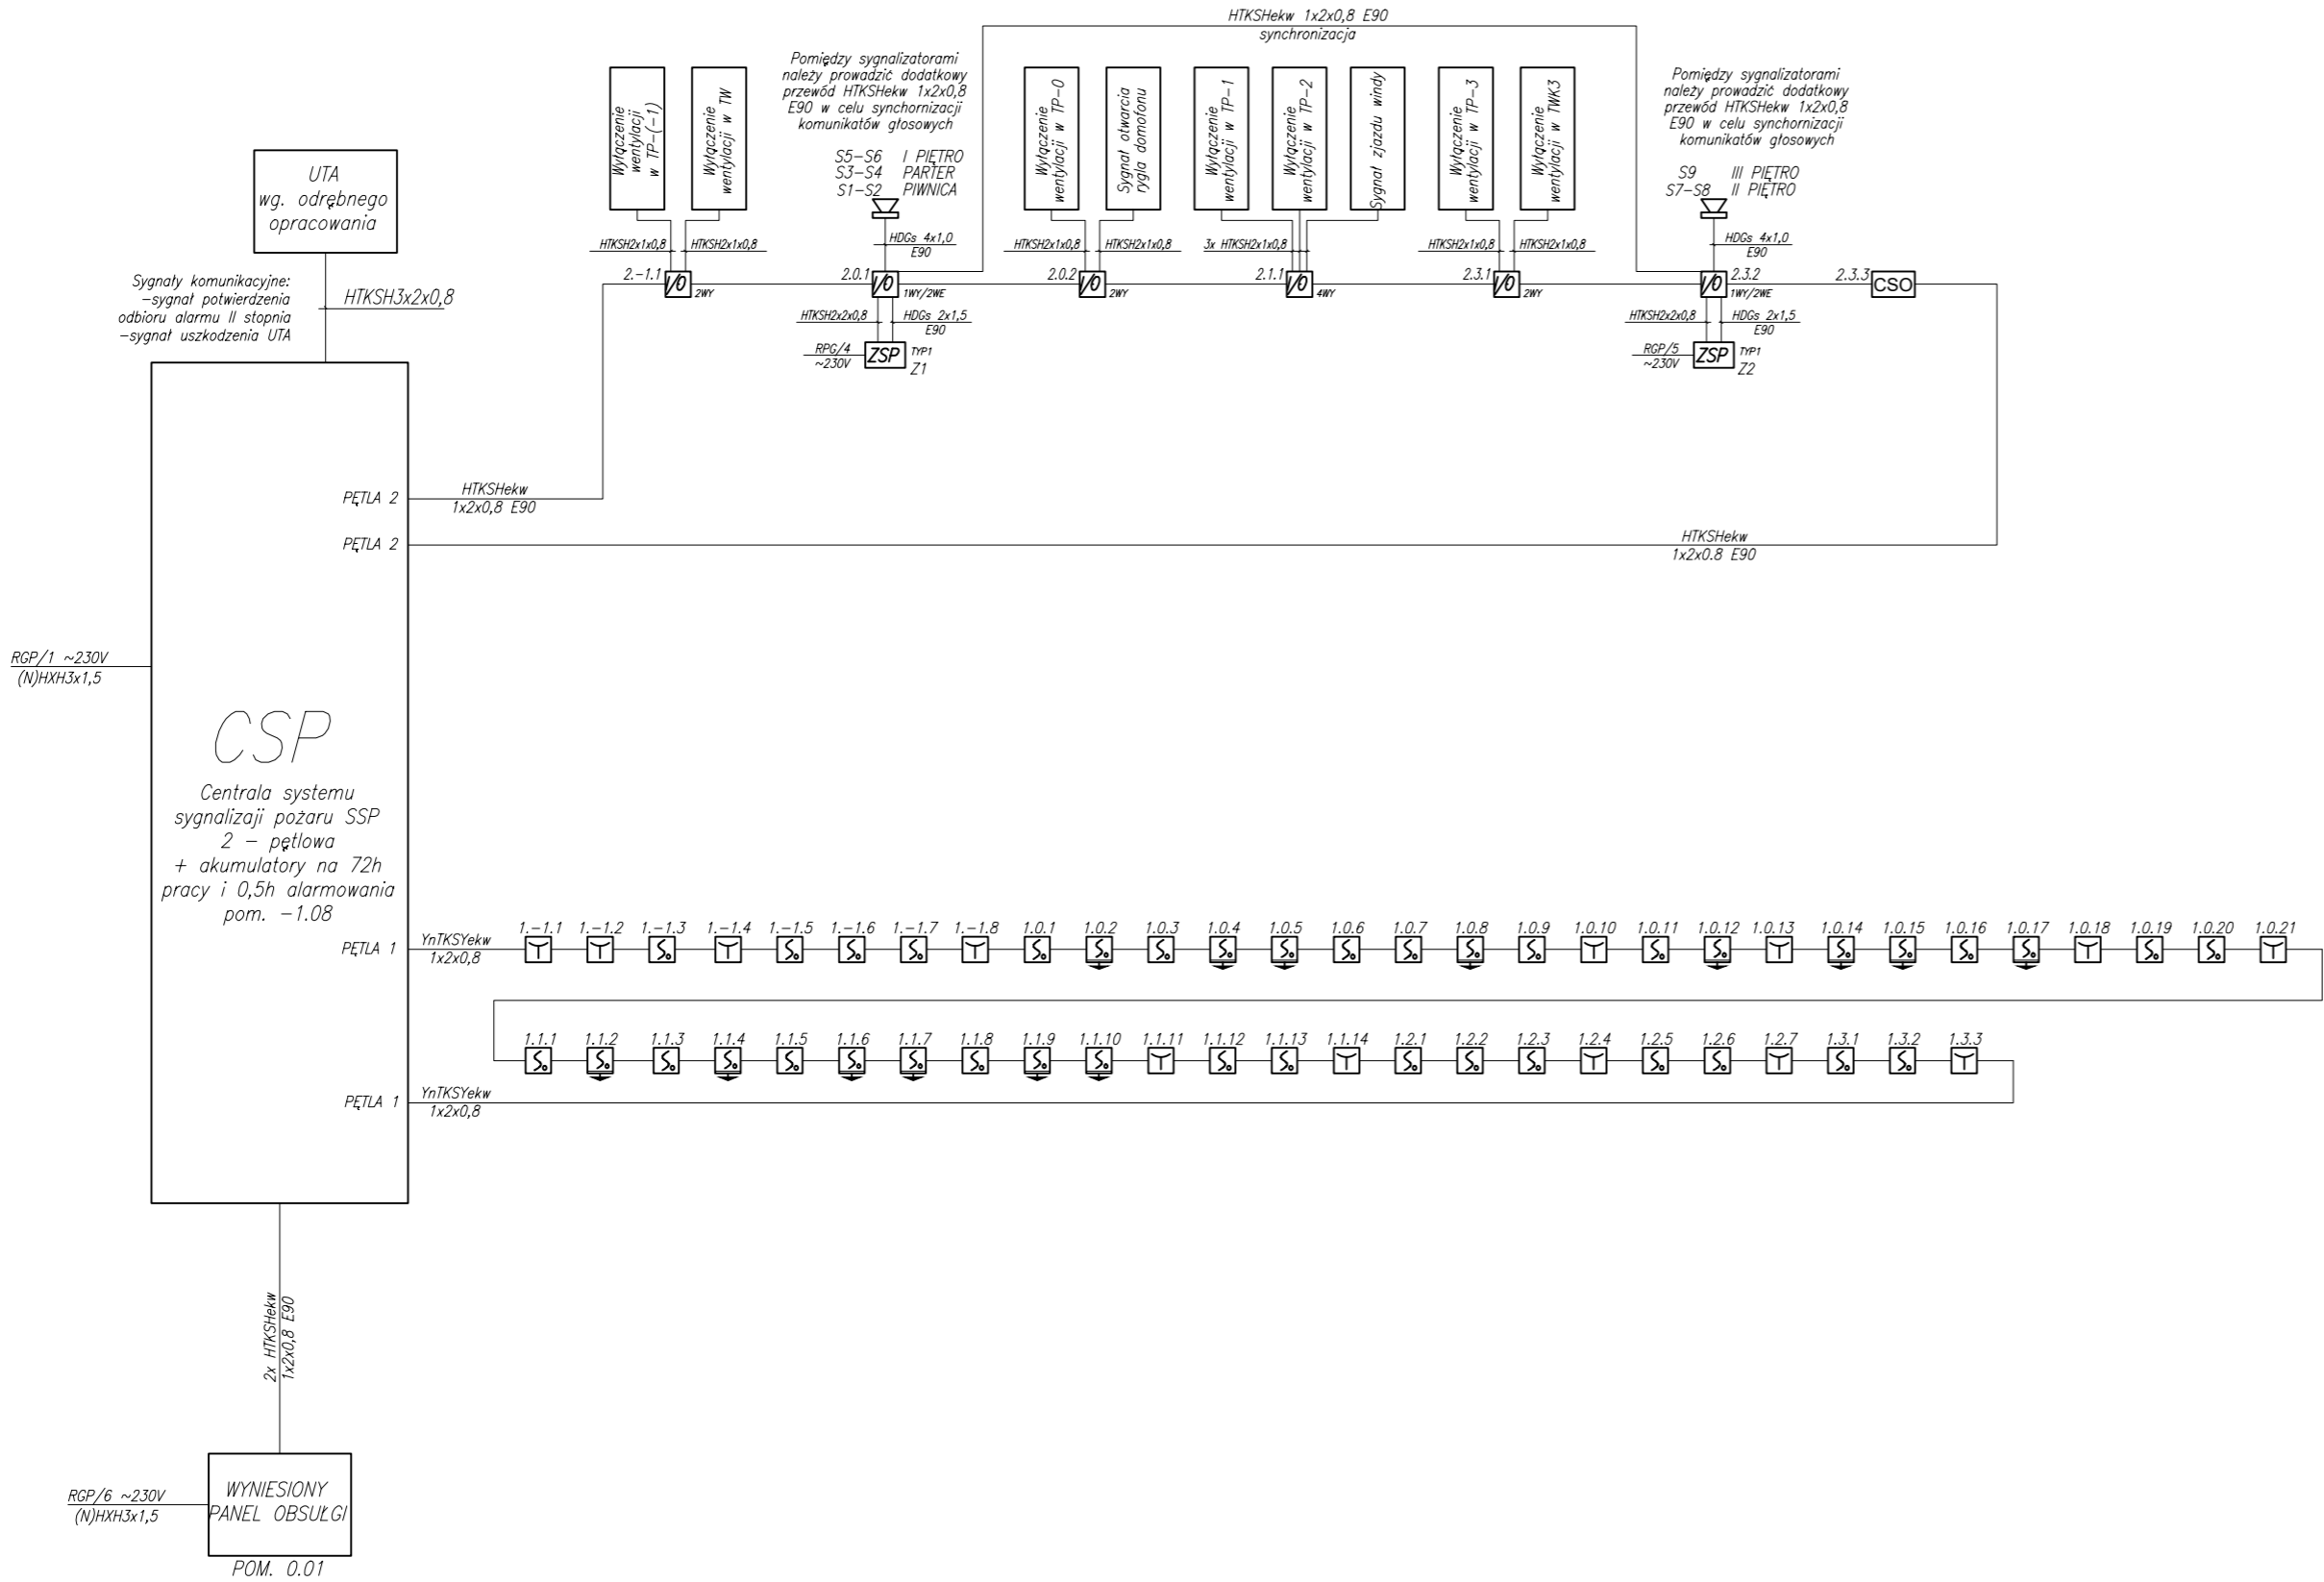 HTKSHekw 1x2x0,8 E90
synchronizacja
Wyłączenie
wentylacji
w TP-(-1)
Wyłączenie
wentylacji w TW
Pomiędzy sygnalizatorami
należy prowadzić dodatkowy
przewód HTKSHekw 1x2x0,8
E90 w celu synchornizacji
komunikatów głosowych
S5-S6 I PIĘTRO
S3-S4 PARTER
S1-S2 PIWNICA
Wyłączenie
wentylacji w TP-0
Sygnał otwarcia
rygla domofonu
Wyłączenie
wentylacji w TP-1
Wyłączenie
wentylacji w TP-2
Sygnał zjazdu windy
Wyłączenie
wentylacji w TP-3
Wyłączenie
wentylacji w TWK3
Pomiędzy sygnalizatorami
należy prowadzić dodatkowy
przewód HTKSHekw 1x2x0,8
E90 w celu synchornizacji
komunikatów głosowych
S9 III PIĘTRO
S7-S8 II PIĘTRO
UTA
wg. odrębnego
opracowania
HTKSH2x1x0,8 HTKSH2x1x0,8
HDGs 4x1,0
E90
HTKSH2x1x0,8 HTKSH2x1x0,8
3x HTKSH2x1x0,8
HTKSH2x1x0,8 HTKSH2x1x0,8
HDGs 4x1,0
E90
2.-1.1 I/O 2WY
2.0.1 I/O 1WY/2WE
2.0.2 I/O 2WY
2.1.1 I/O 4WY
2.3.1 I/O 2WY
I/O 2.3.2 1WY/2WE
2.3.3 CSO
Sygnały komunikacyjne:
-sygnał potwierdzenia
odbioru alarmu II stopnia
-sygnał uszkodzenia UTA
HTKSH3x2x0,8
HTKSH2x2x0,8 HDGs 2x1,5
E90
RPG/4
~230V
ZSP TYP1
Z1
HTKSH2x2x0,8 HDGs 2x1,5
E90
RGP/5
~230V
ZSP TYP1
Z2
PĘTLA 2
HTKSHekw
1x2x0,8 E90
PĘTLA 2
HTKSHekw
1x2x0.8 E90
RGP/1 ~230V
(N)HXH3x1,5
CSP
Centrala systemu
sygnalizaji pożaru SSP
2 - pętlowa
+ akumulatory na 72h
pracy i 0,5h alarmowania
pom. -1.08
PĘTLA 1
YnTKSYekw
1x2x0,8
1.-1.1 1.-1.2 1.-1.3 1.-1.4 1.-1.5 1.-1.6 1.-1.7 1.-1.8 1.0.1 1.0.2 1.0.3 1.0.4 1.0.5 1.0.6 1.0.7 1.0.8 1.0.9 1.0.10 1.0.11 1.0.12 1.0.13 1.0.14 1.0.15 1.0.16 1.0.17 1.0.18 1.0.19 1.0.20 1.0.21
1.1.1 1.1.2 1.1.3 1.1.4 1.1.5 1.1.6 1.1.7 1.1.8 1.1.9 1.1.10 1.1.11 1.1.12 1.1.13 1.1.14 1.2.1 1.2.2 1.2.3 1.2.4 1.2.5 1.2.6 1.2.7 1.3.1 1.3.2 1.3.3
PĘTLA 1
YnTKSYekw
1x2x0,8
2x HTKSHekw
1x2x0,8 E90
RGP/6 ~230V
(N)HXH3x1,5
WYNIESIONY
PANEL OBSUŁGI
POM. 0.01